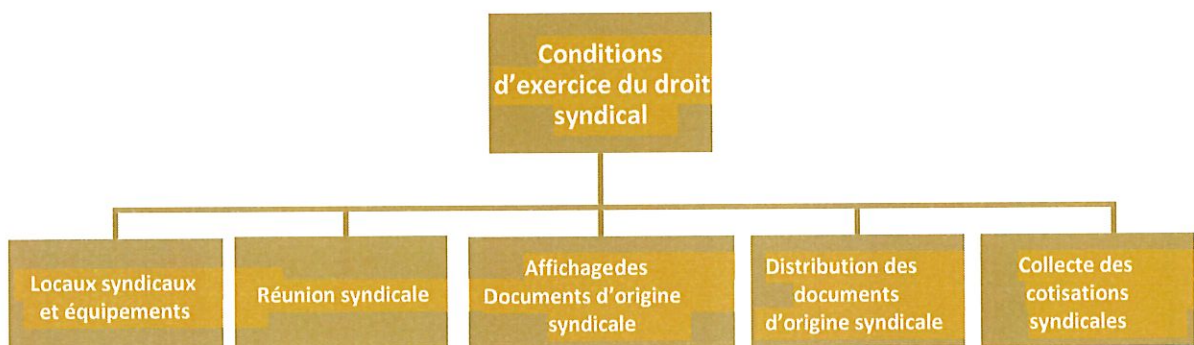 Conditions
d'exercice du droit
syndical
Locaux syndicaux
et équipements
Réunion syndicale
Affichagedes
Documents d'origine
syndicale
Distribution des
documents
d'origine syndicale
Collecte des
cotisations
syndicales